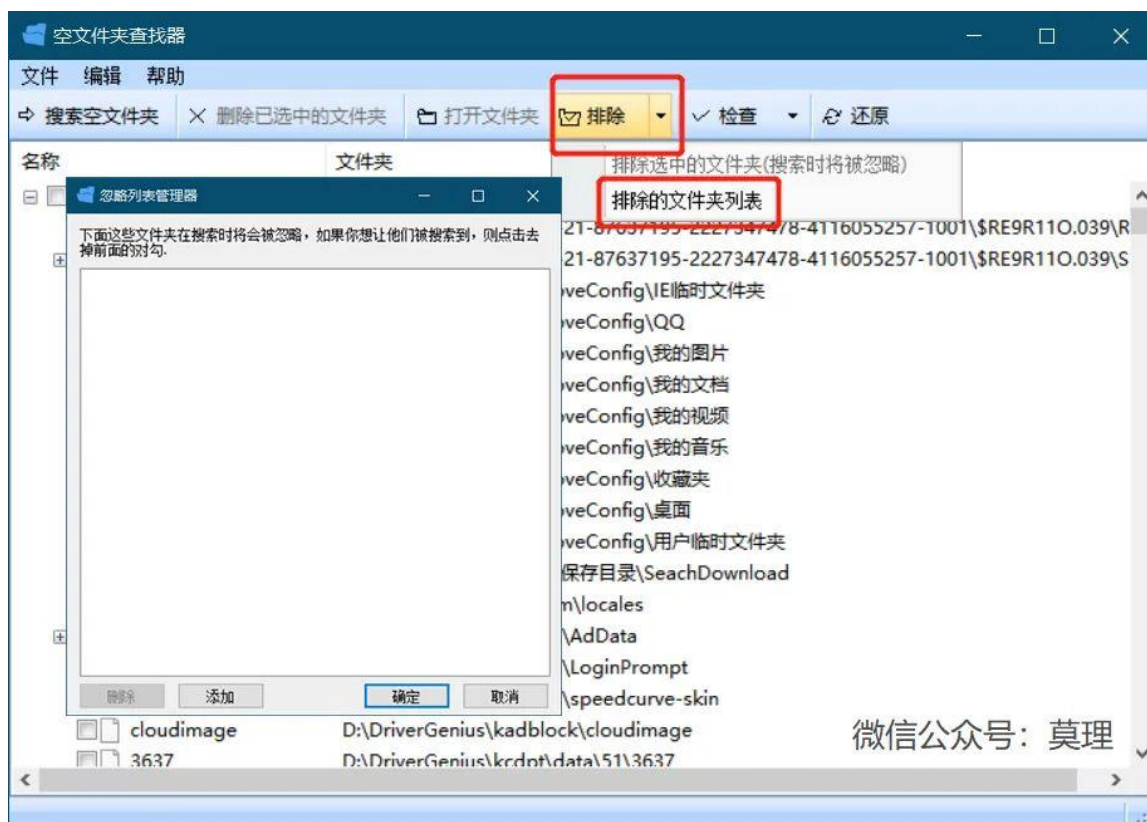 空文件夹查找器
文件 编辑 帮助
搜索空文件夹 删除已选中的文件夹 打开文件夹 排除 检查 还原
名称 文件夹
排除选中的文件夹(搜索时将被忽略)
排除的文件夹列表
忽略列表管理器
下面这些文件夹在搜索时将会被忽略，如果你想让他们被搜索到，则点击去
掉前面的对勾.
删除 添加 确定 取消
21-87637195-2227347478-4116055257-1001\$RE9R11O.039\R
21-87637195-2227347478-4116055257-1001\$RE9R11O.039\S
veConfig\IE临时文件夹
veConfig\QQ
veConfig\我的图片
veConfig\我的文档
veConfig\我的视频
veConfig\我的音乐
veConfig\收藏夹
veConfig\桌面
veConfig\用户临时文件夹
保存目录\SeachDownload
\locales
\AdData
\LoginPrompt
\speedcurve-skin
cloudimage D:\DriverGenius\kadblock\cloudimage
3637 D:\DriverGenius\kcdpt\data\51\3637
微信公众号：莫理